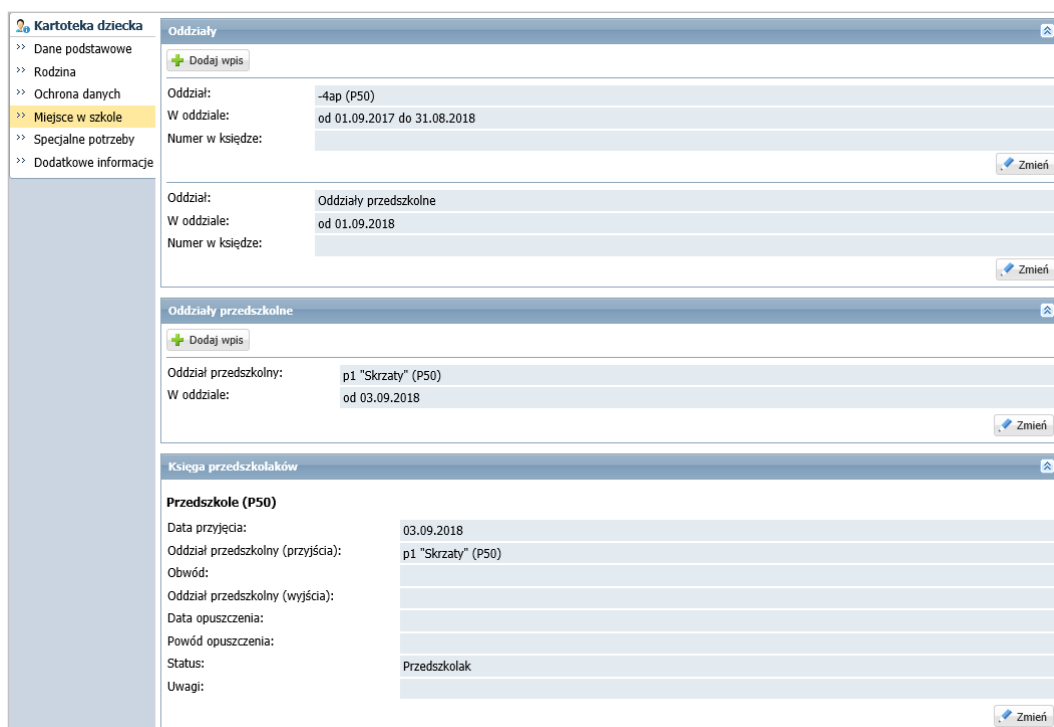 Kartoteka dziecka
Dane podstawowe
Rodzina
Ochrona danych
Miejsce w szkole
Specjalne potrzeby
Dodatkowe informacje
Oddziały
Dodaj wpis
Oddział: -4ap (P50)
W oddziale: od 01.09.2017 do 31.08.2018
Numer w księdze:
Zmień
Oddział: Oddziały przedszkolne
W oddziale: od 01.09.2018
Numer w księdze:
Zmień
Oddziały przedszkolne
Dodaj wpis
Oddział przedszkolny: p1 "Skrzaty" (P50)
W oddziale: od 03.09.2018
Zmień
Księga przedszkolaków
Przedszkole (P50)
Data przyjęcia: 03.09.2018
Oddział przedszkolny (przyjścia): p1 "Skrzaty" (P50)
Obwód:
Oddział przedszkolny (wyjścia):
Data opuszczenia:
Powód opuszczenia:
Status: Przedszkolak
Uwagi:
Zmień